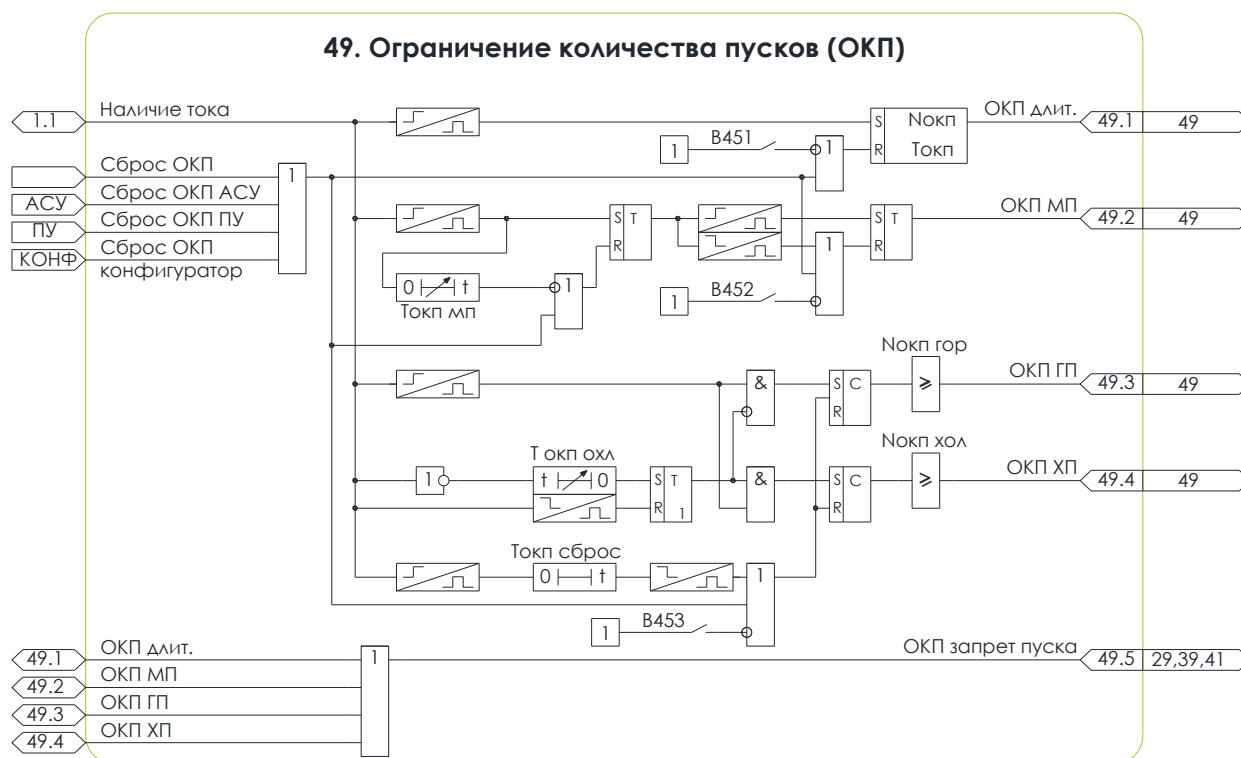 49. Ограничение количества пусков (ОКП)
1.1
Наличие тока
S
Nокп
R
Токп
ОКП длит.
49.1
49
1
B451
1
Сброс ОКП
АСУ
Сброс ОКП АСУ
ПУ
Сброс ОКП ПУ
КОНФ
Сброс ОКП
конфигуратор
1
S T
R
S T
R
ОКП МП
49.2
49
1
0 t
Токп мп
1
1
B452
Nокп гор
&
S C
R
≥
ОКП ГП
49.3
49
Nокп хол
Т окп охл
1
t 0
S T
R 1
&
S C
R
≥
ОКП ХП
49.4
49
Токп сброс
0 t
1
1
B453
49.1
ОКП длит.
1
ОКП запрет пуска
49.5
29,39,41
49.2
ОКП МП
49.3
ОКП ГП
49.4
ОКП ХП